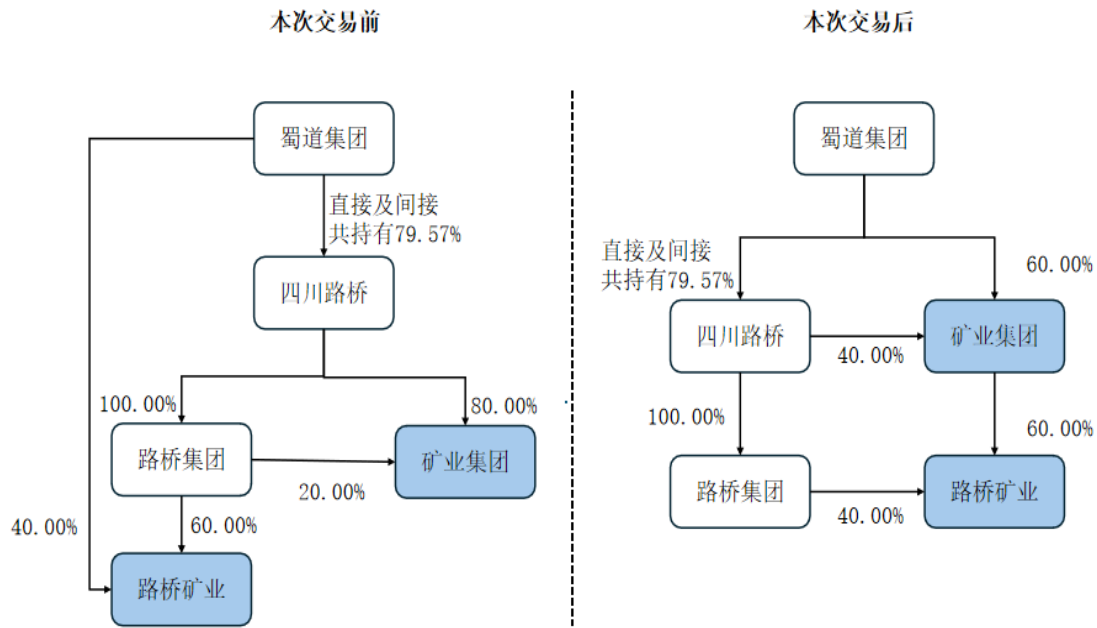 本次交易前
蜀道集团
直接及间接
共持有79.57%
四川路桥
100.00%
80.00%
路桥集团
20.00%
矿业集团
40.00%
60.00%
路桥矿业
本次交易后
蜀道集团
直接及间接
共持有79.57%
60.00%
四川路桥
40.00%
矿业集团
100.00%
60.00%
路桥集团
40.00%
路桥矿业